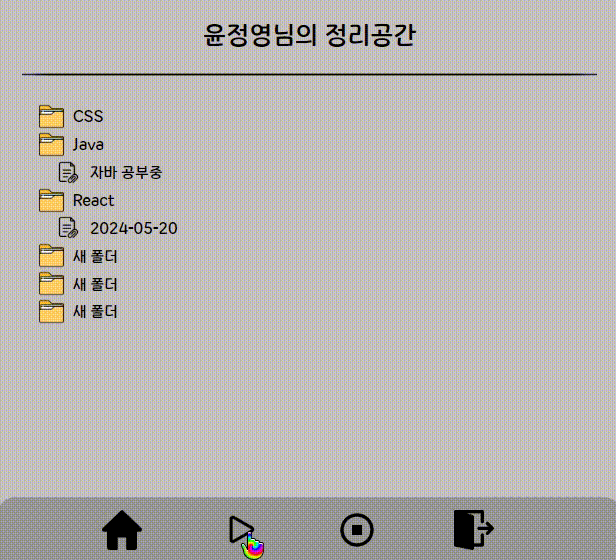 윤정영님의 정리공간
CSS
Java
자바 공부중
React
2024-05-20
새 폴더
새 폴더
새 폴더